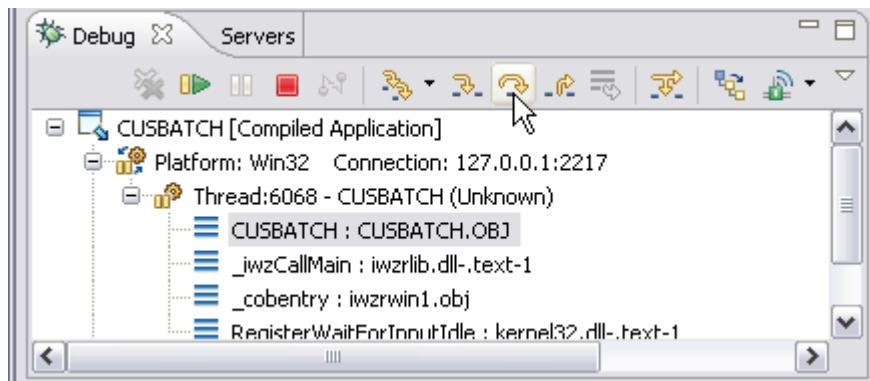 Debug Servers
CUSBATCH [Compiled Application]
Platform: Win32 Connection: 127.0.0.1:2217
Thread:6068 - CUSBATCH (Unknown)
CUSBATCH : CUSBATCH.OBJ
_iwzCallMain : iwzrlib.dll-.text-1
_cobentry : iwzrwin1.obj
RegisterWaitForInputIdle : kernel32.dll-.text-1